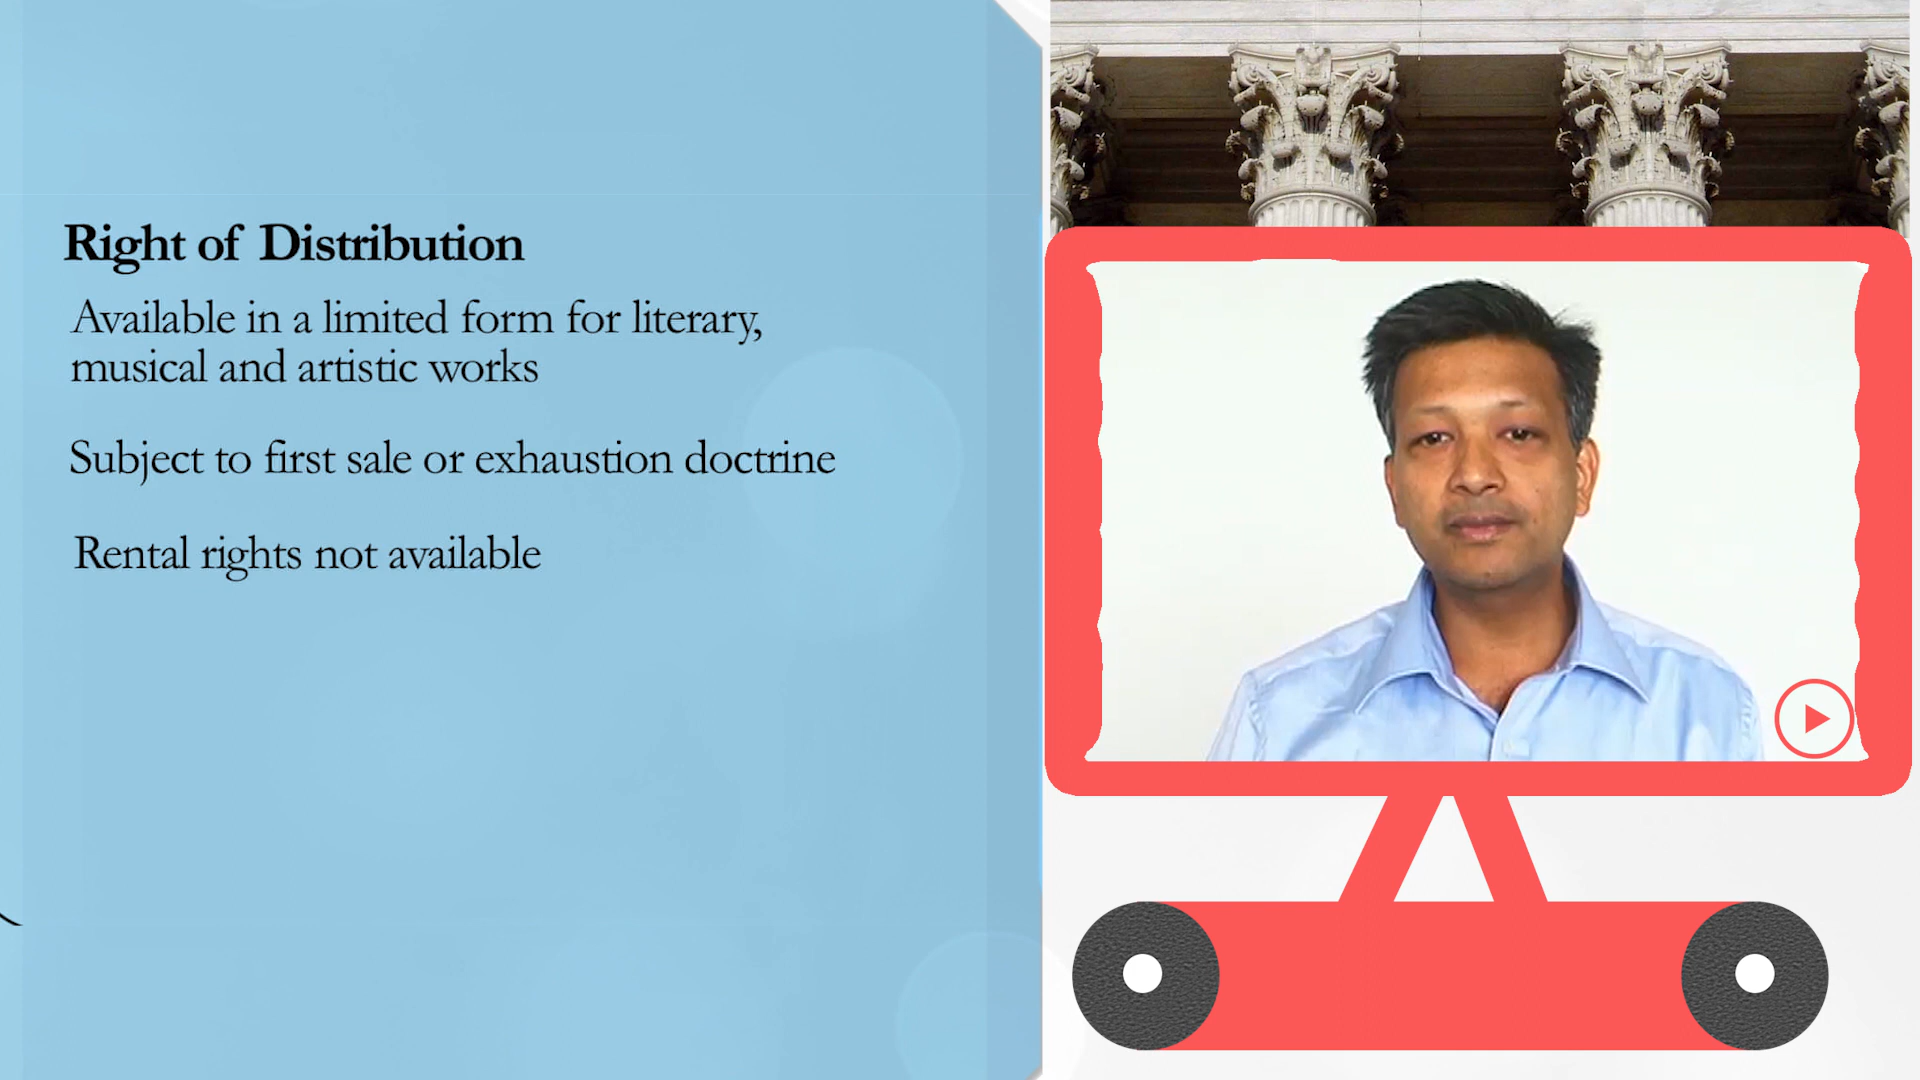 Right of Distribution
Available in a limited form for literary,
musical and artistic works
Subject to first sale or exhaustion doctrine
Rental rights not available